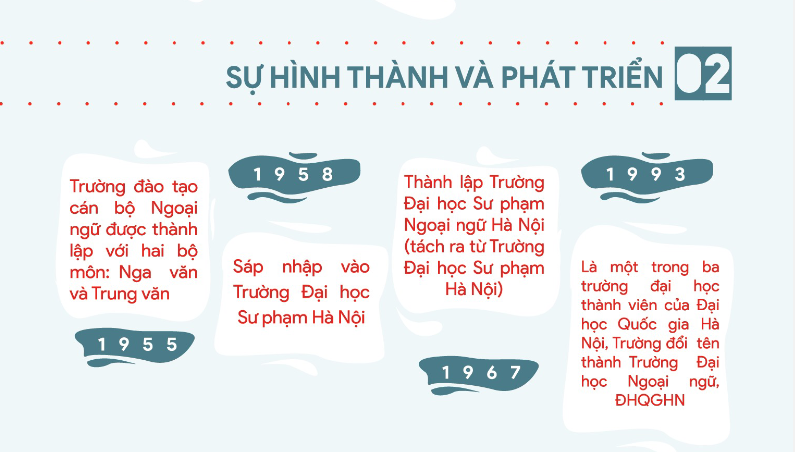 SỰ HÌNH THÀNH VÀ PHÁT TRIỂN
02
Trường đào tạo
cán bộ Ngoại
ngữ được thành
lập với hai bộ
môn: Nga văn
và Trung văn
1955
1958
Sáp nhập vào
Trường Đại học
Sư phạm Hà Nội
Thành lập Trường
Đại học Sư phạm
Ngoại ngữ Hà Nội
(tách ra từ Trường
Đại học Sư phạm
Hà Nội)
1967
1993
Là một trong ba
trường đại học
thành viên của Đại
học Quốc gia Hà
Nội, Trường đổi tên
thành Trường Đại
học Ngoại ngữ,
ĐHQGHN